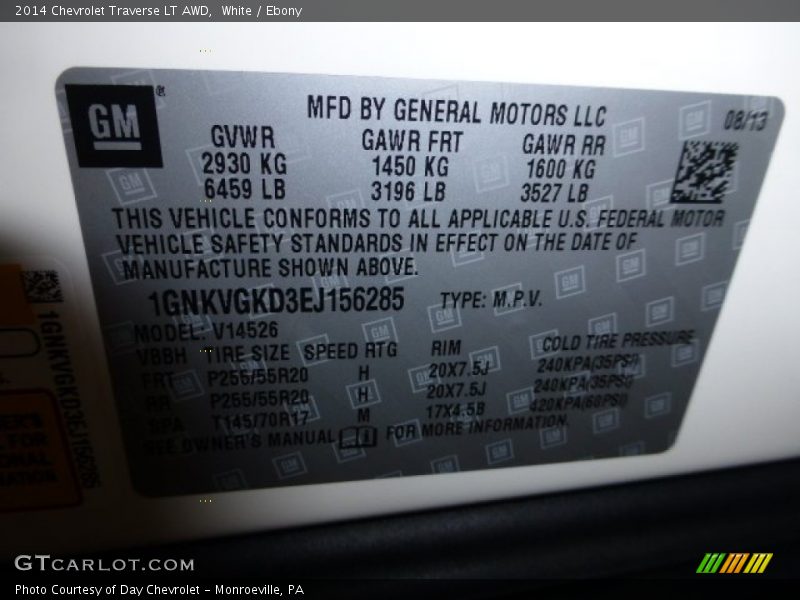 2014 Chevrolet Traverse LT AWD, White / Ebony
GM
MFD BY GENERAL MOTORS LLC
08/13
GVWR GAWR FRT GAWR RR
2930 KG 1450 KG 1600 KG
6459 LB 3196 LB 3527 LB
THIS VEHICLE CONFORMS TO ALL APPLICABLE U.S. FEDERAL MOTOR
VEHICLE SAFETY STANDARDS IN EFFECT ON THE DATE OF
MANUFACTURE SHOWN ABOVE.
1GNKVGKD3EJ156285 TYPE: M.P.V.
MODEL: V14526
VBBH TIRE SIZE SPEED RTG RIM COLD TIRE PRESSURE
FRT P255/55R20 H 20X7.5J 240KPA(35PSI)
RR P255/55R20 H 20X7.5J 240KPA(35PSI)
SPA T145/70R17 M 17X4.5B 420KPA(60PSI)
SEE OWNER'S MANUAL FOR MORE INFORMATION.
1GNKVGKD3EJ156285
GTCARLOT.COM
Photo Courtesy of Day Chevrolet - Monroeville, PA